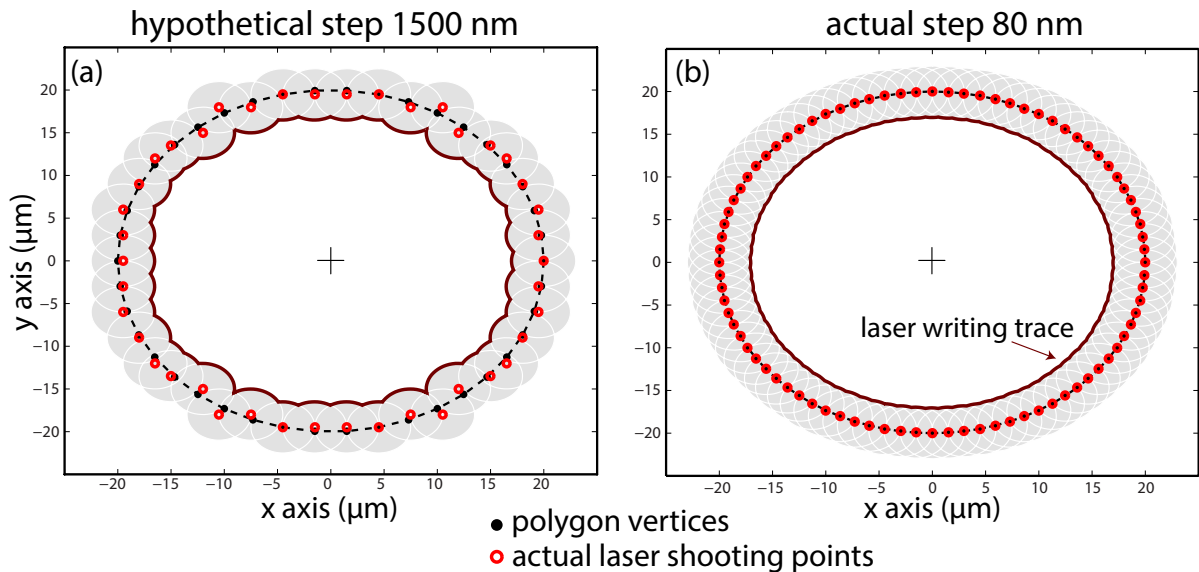 hypothetical step 1500 nm
actual step 80 nm
(a)
(b)
20
15
10
5
0
−5
−10
−15
−20
y axis (μm)
−20 −15 −10 −5 0 5 10 15 20
x axis (μm)
20
15
10
5
0
−5
−10
−15
−20
laser writing trace
−20 −15 −10 −5 0 5 10 15 20
x axis (μm)
polygon vertices
actual laser shooting points